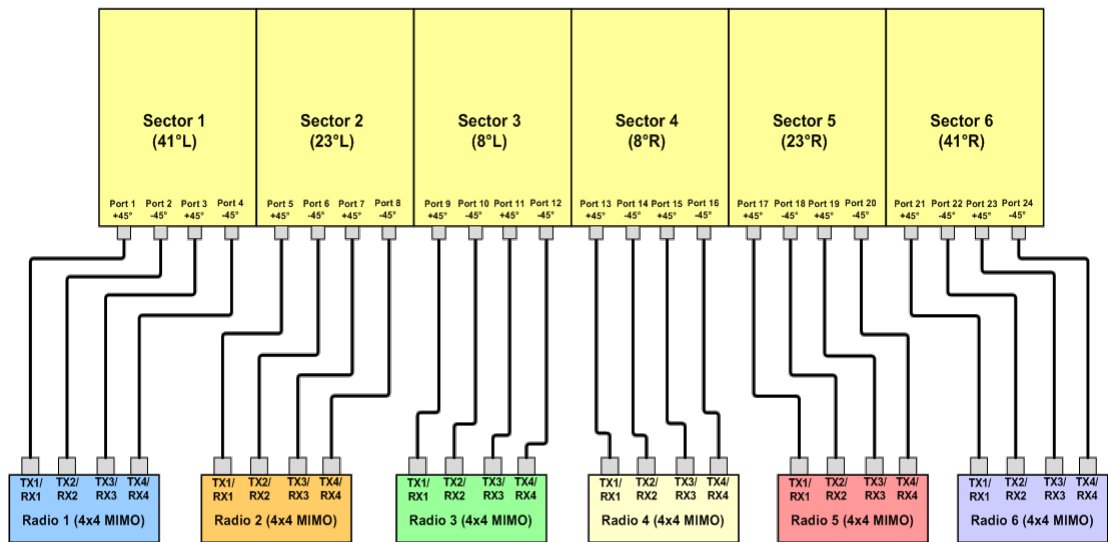 Sector 1
(41°L)
Sector 2
(23°L)
Sector 3
(8°L)
Sector 4
(8°R)
Sector 5
(23°R)
Sector 6
(41°R)
Port 1 Port 2 Port 3 Port 4
+45° -45° +45° -45°
Port 5 Port 6 Port 7 Port 8
+45° -45° +45° -45°
Port 9 Port 10 Port 11 Port 12
+45° -45° +45° -45°
Port 13 Port 14 Port 15 Port 16
+45° -45° +45° -45°
Port 17 Port 18 Port 19 Port 20
+45° -45° +45° -45°
Port 21 Port 22 Port 23 Port 24
+45° -45° +45° -45°
TX1/ TX2/ TX3/ TX4/
RX1 RX2 RX3 RX4
Radio 1 (4x4 MIMO)
TX1/ TX2/ TX3/ TX4/
RX1 RX2 RX3 RX4
Radio 2 (4x4 MIMO)
TX1/ TX2/ TX3/ TX4/
RX1 RX2 RX3 RX4
Radio 3 (4x4 MIMO)
TX1/ TX2/ TX3/ TX4/
RX1 RX2 RX3 RX4
Radio 4 (4x4 MIMO)
TX1/ TX2/ TX3/ TX4/
RX1 RX2 RX3 RX4
Radio 5 (4x4 MIMO)
TX1/ TX2/ TX3/ TX4/
RX1 RX2 RX3 RX4
Radio 6 (4x4 MIMO)